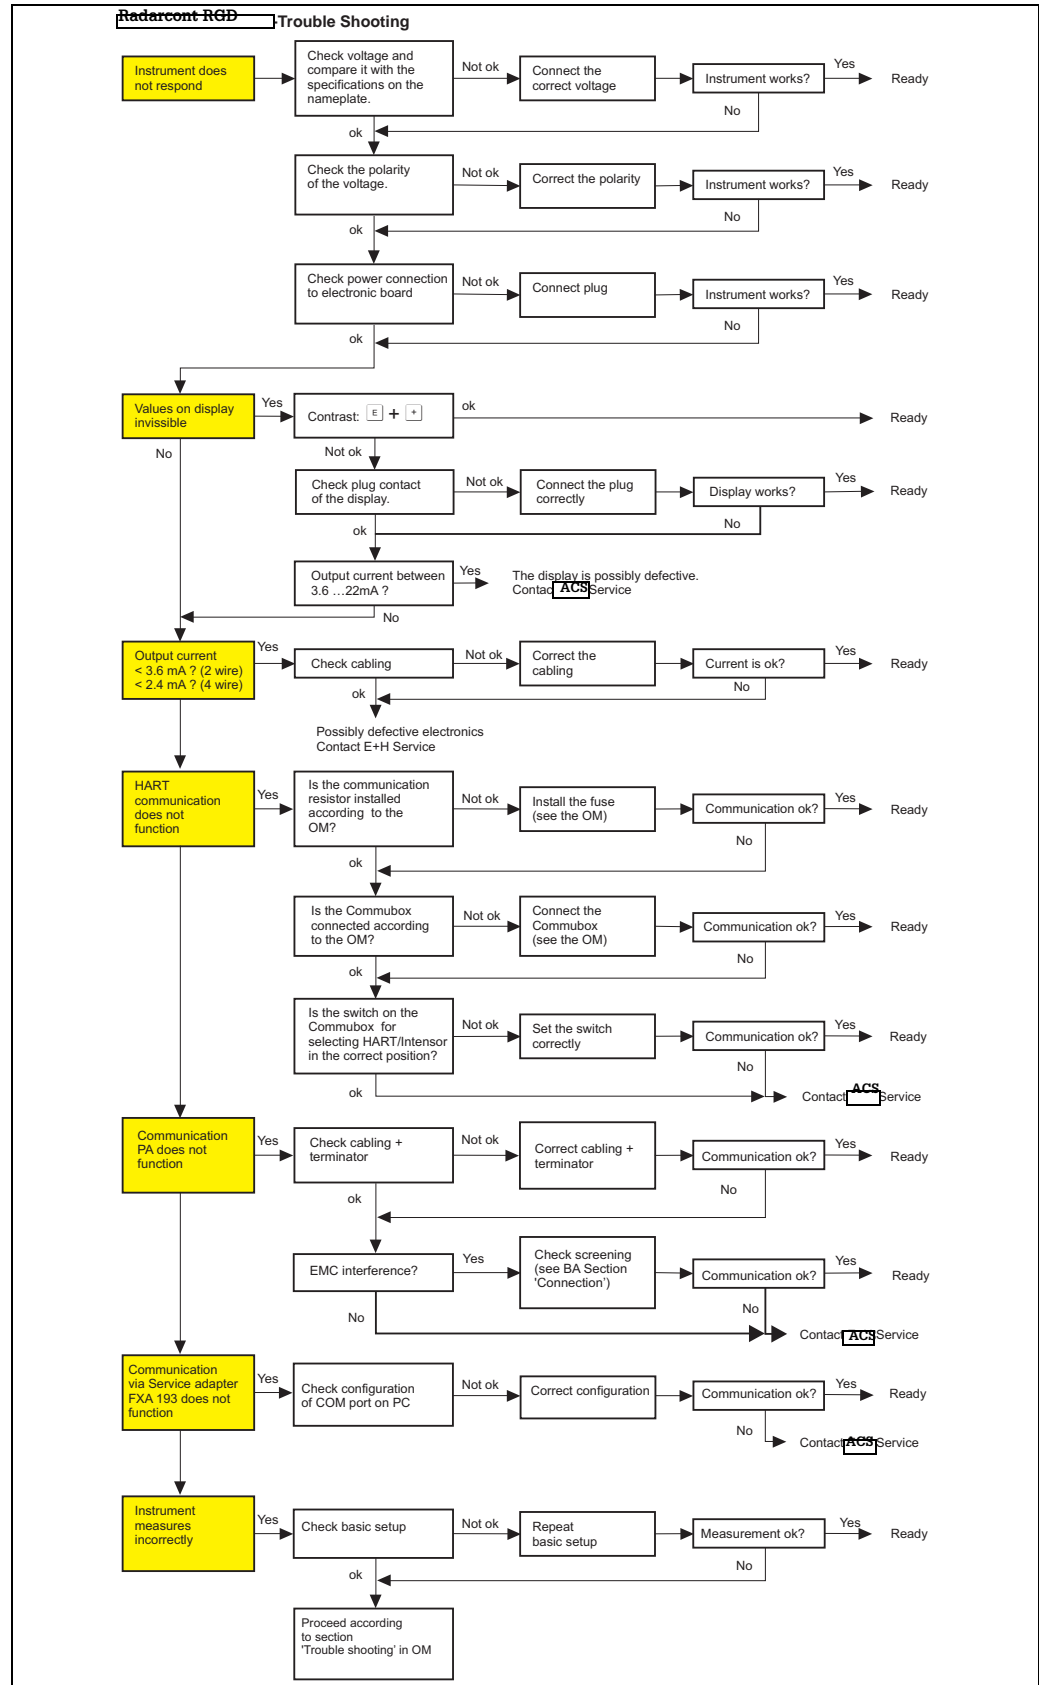 Radarcont RGD
-Trouble Shooting
Instrument does
not respond
Check voltage and
compare it with the
specifications on the
nameplate.
Not ok
Connect the
correct voltage
Instrument works?
Yes
Ready
No
ok
Check the polarity
of the voltage.
Not ok
Correct the polarity
Instrument works?
Yes
Ready
No
ok
Check power connection
to electronic board
Not ok
Connect plug
Instrument works?
Yes
Ready
No
ok
Values on display
invissible
Yes
Contrast: E + +
ok
Ready
No
Not ok
Check plug contact
of the display.
Not ok
Connect the plug
correctly
Display works?
Yes
Ready
No
ok
Output current between
3.6 ...22mA ?
Yes
The display is possibly defective.
Contac ACS Service
No
Output current
< 3.6 mA ? (2 wire)
< 2.4 mA ? (4 wire)
Yes
Check cabling
Not ok
Correct the
cabling
Current is ok?
Yes
Ready
No
ok
Possibly defective electronics
Contact E+H Service
HART
communication
does not
function
Yes
Is the communication
resistor installed
according to the
OM?
Not ok
Install the fuse
(see the OM)
Communication ok?
Yes
Ready
No
ok
Is the Commubox
connected according
to the OM?
Not ok
Connect the
Commubox
(see the OM)
Communication ok?
Yes
Ready
No
ok
Is the switch on the
Commubox for
selecting HART/Intensor
in the correct position?
Not ok
Set the switch
correctly
Communication ok?
Yes
Ready
No
ok
Contact ACS Service
Communication
PA does not
function
Yes
Check cabling +
terminator
Not ok
Correct cabling +
terminator
Communication ok?
Yes
Ready
No
ok
EMC interference?
Yes
Check screening
(see BA Section
'Connection')
Communication ok?
Yes
Ready
No
No
Contact ACS Service
Communication
via Service adapter
FXA 193 does not
function
Yes
Check configuration
of COM port on PC
Not ok
Correct configuration
Communication ok?
Yes
Ready
No
Contact ACS Service
Instrument
measures
incorrectly
Yes
Check basic setup
Not ok
Repeat
basic setup
Measurement ok?
Yes
Ready
No
ok
Proceed according
to section
'Trouble shooting' in OM